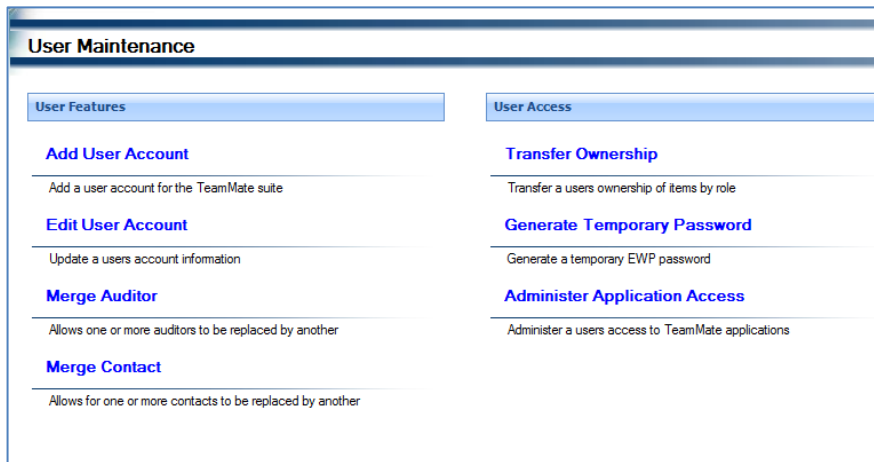 User Maintenance
User Features
Add User Account
Add a user account for the TeamMate suite
Edit User Account
Update a users account information
Merge Auditor
Allows one or more auditors to be replaced by another
Merge Contact
Allows for one or more contacts to be replaced by another
User Access
Transfer Ownership
Transfer a users ownership of items by role
Generate Temporary Password
Generate a temporary EWP password
Administer Application Access
Administer a users access to TeamMate applications